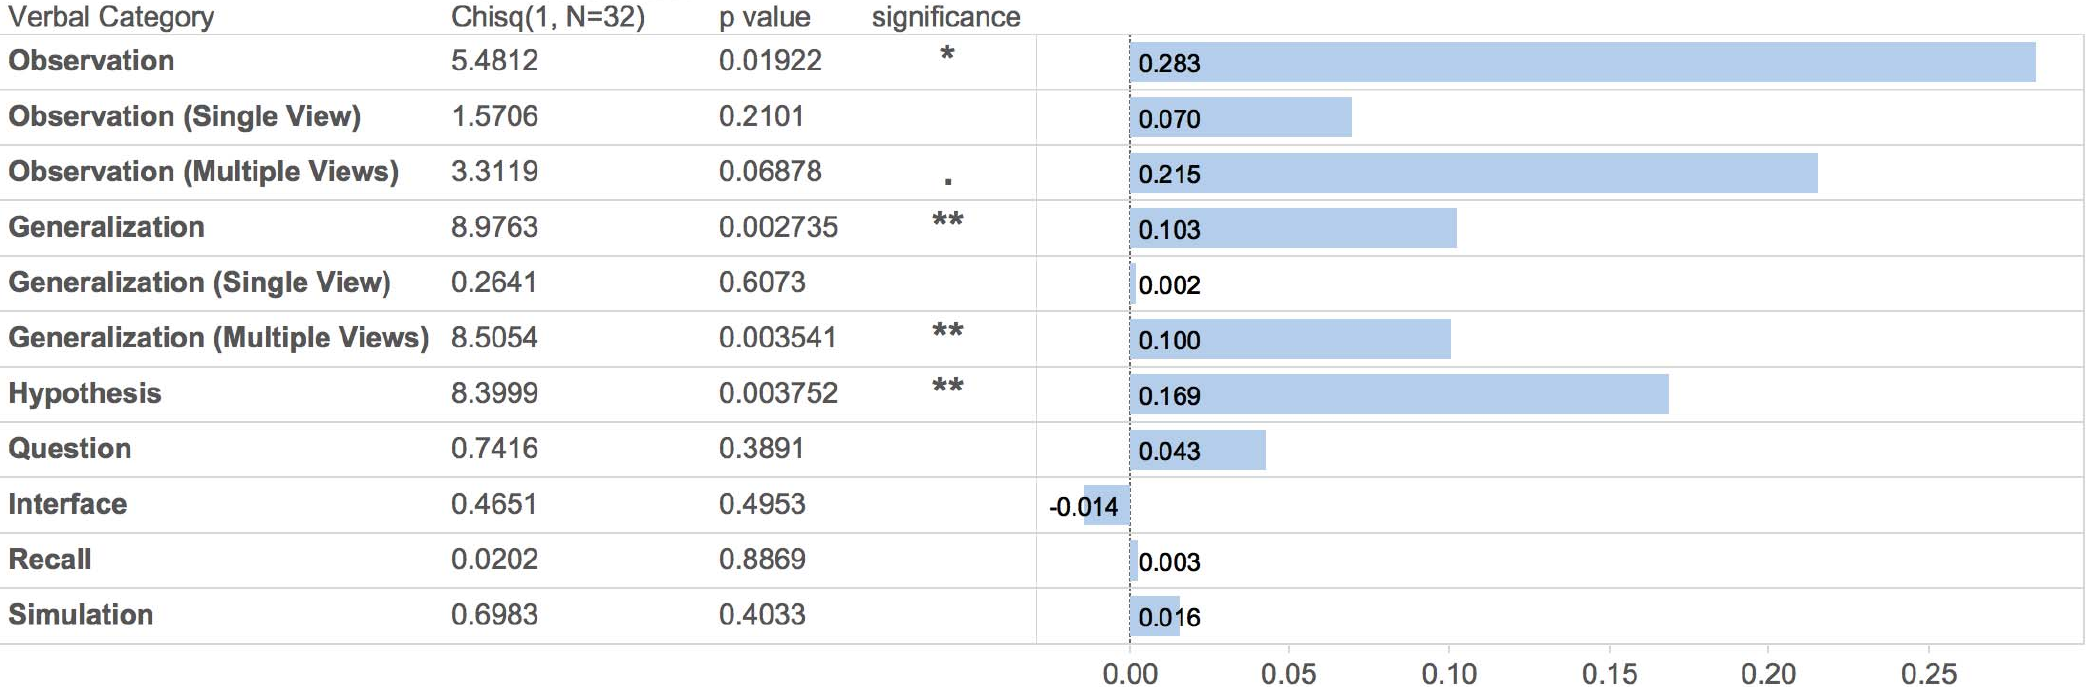 Verbal Category Chisq(1, N=32) p value significance
Observation 5.4812 0.01922 * 0.283
Observation (Single View) 1.5706 0.2101 0.070
Observation (Multiple Views) 3.3119 0.06878 . 0.215
Generalization 8.9763 0.002735 ** 0.103
Generalization (Single View) 0.2641 0.6073 0.002
Generalization (Multiple Views) 8.5054 0.003541 ** 0.100
Hypothesis 8.3999 0.003752 ** 0.169
Question 0.7416 0.3891 0.043
Interface 0.4651 0.4953 -0.014
Recall 0.0202 0.8869 0.003
Simulation 0.6983 0.4033 0.016
0.00 0.05 0.10 0.15 0.20 0.25